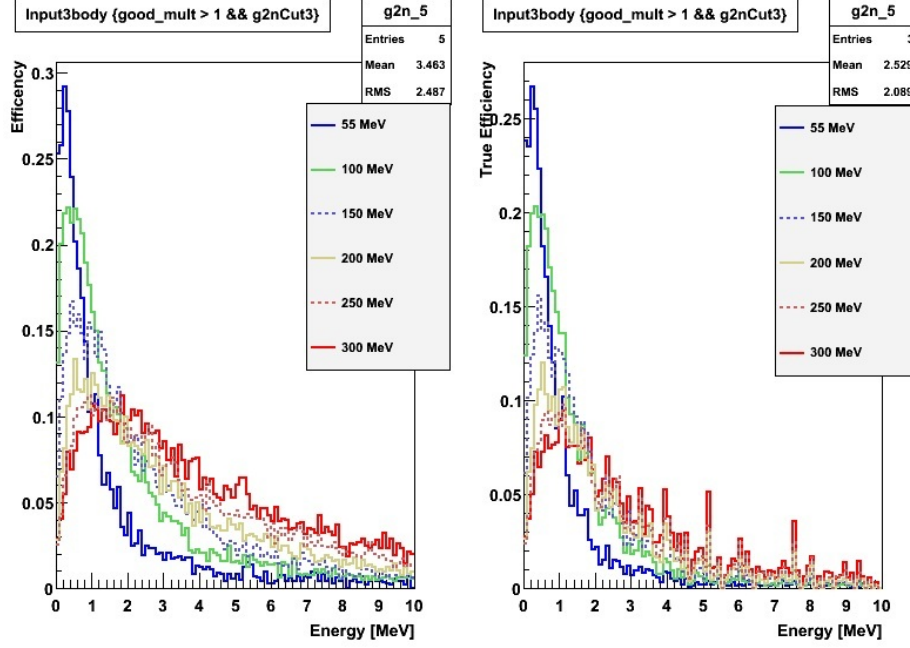 Input3body {good_mult > 1 && g2nCut3}
g2n_5
Entries 5
Mean 3.463
RMS 2.487
Efficency
0.3
0.25
0.2
0.15
0.1
0.05
0
55 MeV
100 MeV
150 MeV
200 MeV
250 MeV
300 MeV
0 1 2 3 4 5 6 7 8 9 10
Energy [MeV]
Input3body {good_mult > 1 && g2nCut3}
g2n_5
Entries 3
Mean 2.529
RMS 2.089
True Efficiency
0.25
0.2
0.15
0.1
0.05
0
55 MeV
100 MeV
150 MeV
200 MeV
250 MeV
300 MeV
0 1 2 3 4 5 6 7 8 9 10
Energy [MeV]